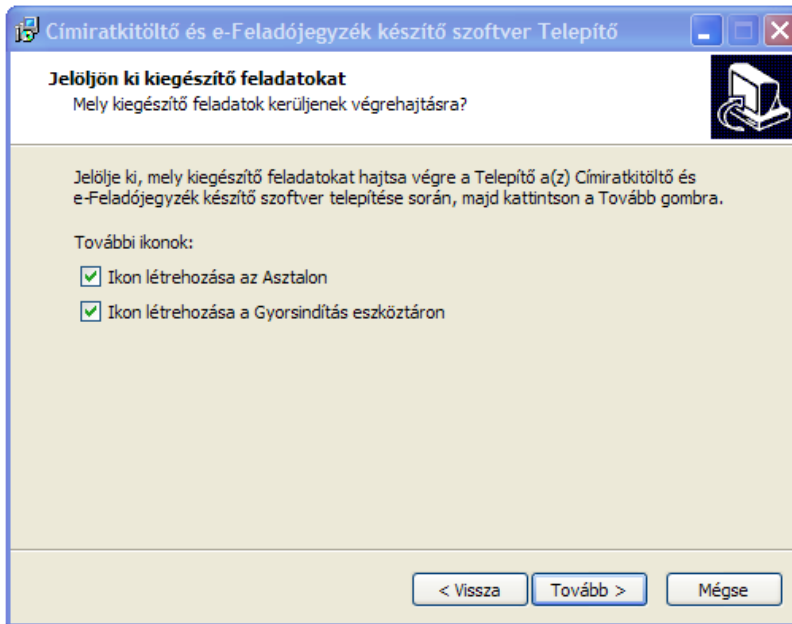 Címiratkitöltő és e-Feladójegyzék készítő szoftver Telepítő
Jelöljön ki kiegészítő feladatokat
Mely kiegészítő feladatok kerüljenek végrehajtásra?
Jelölje ki, mely kiegészítő feladatokat hajtsa végre a Telepítő a(z) Címiratkitöltő és
e-Feladójegyzék készítő szoftver telepítése során, majd kattintson a Tovább gombra.
További ikonok:
Ikon létrehozása az Asztalon
Ikon létrehozása a Gyorsindítás eszköztáron
< Vissza
Tovább >
Mégse